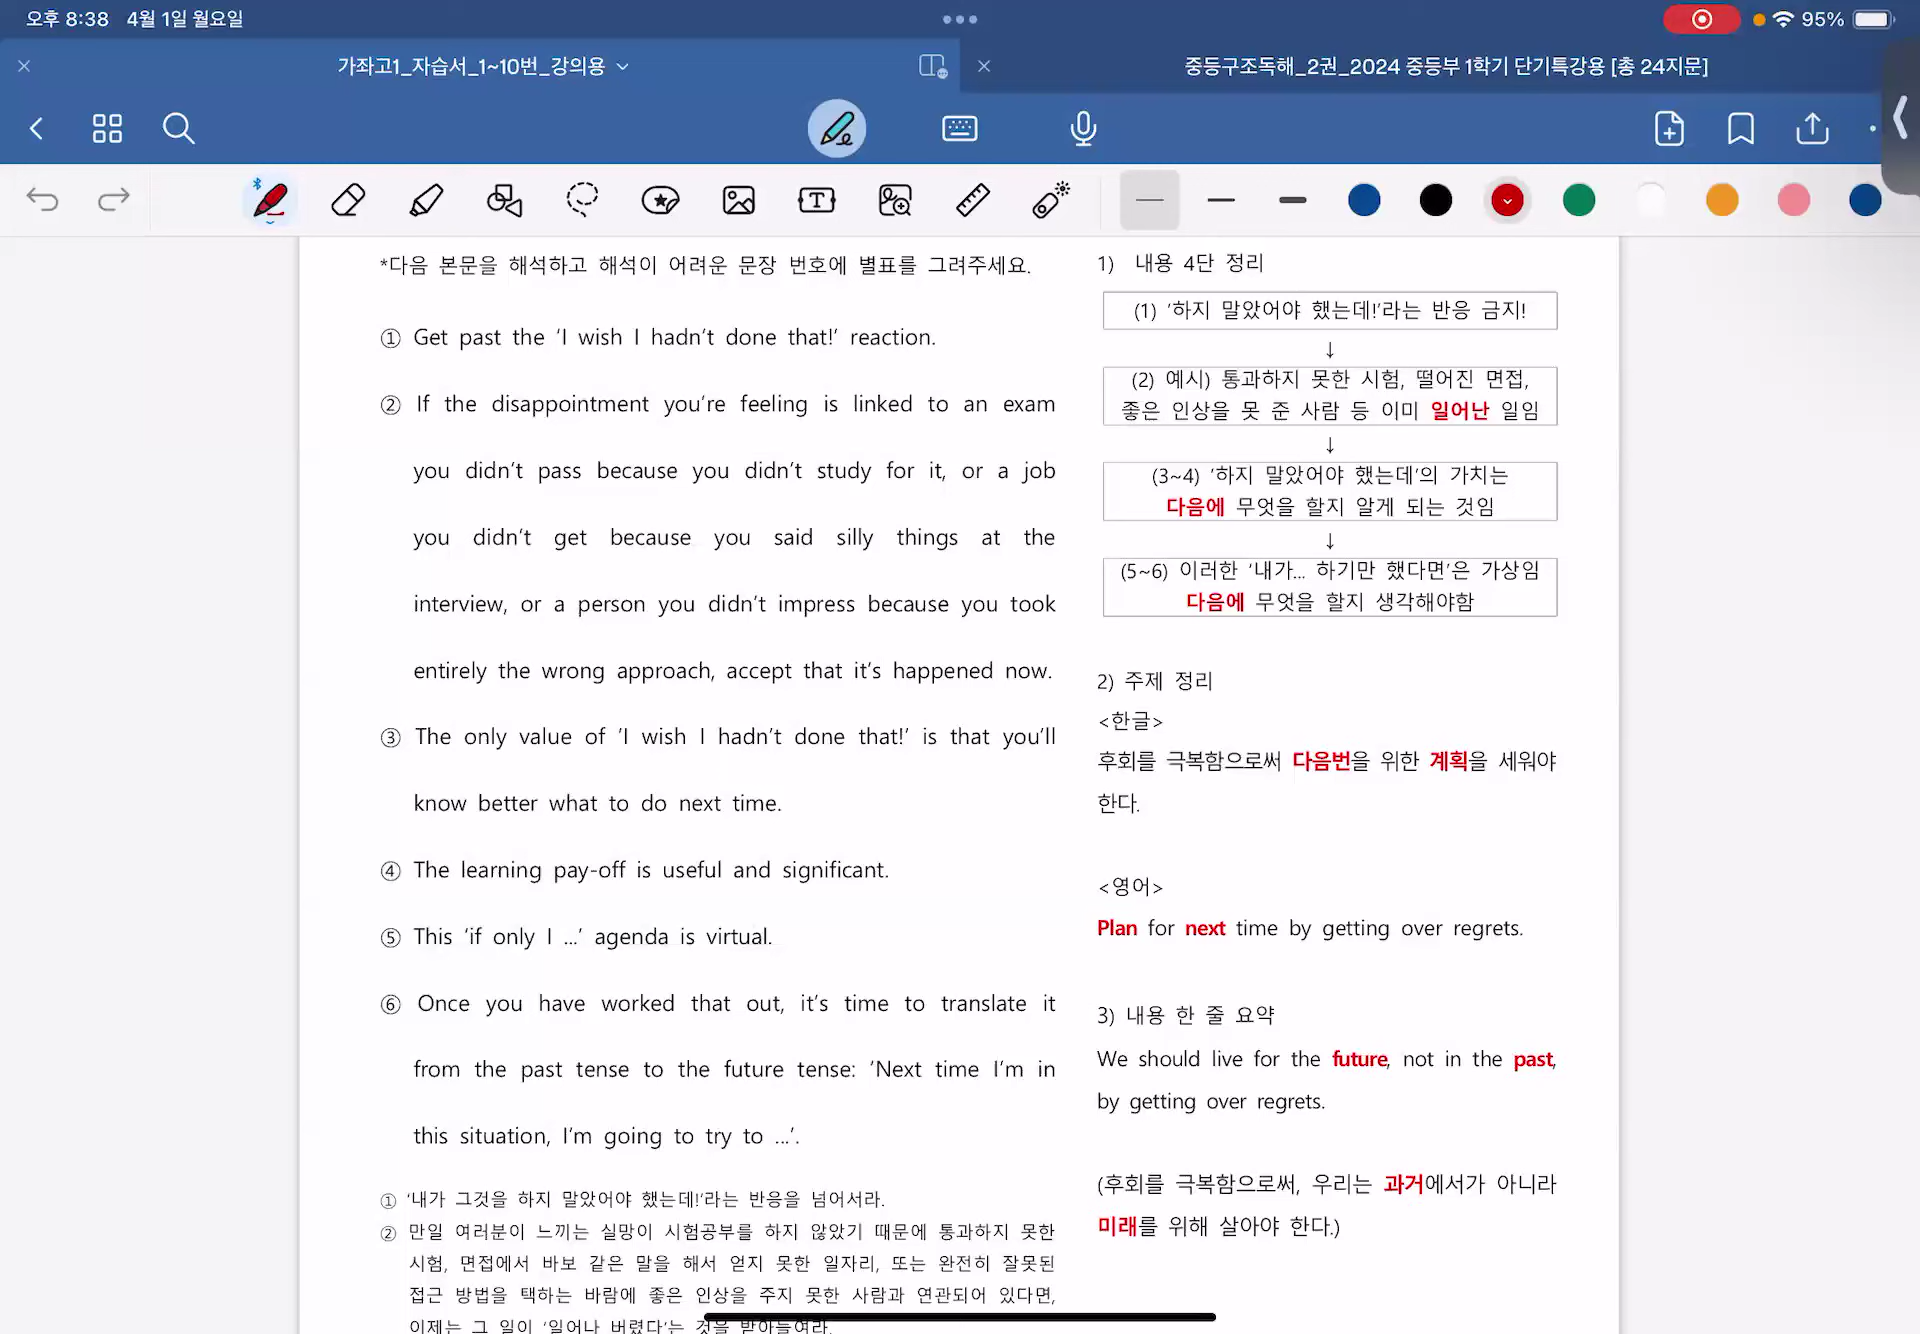 오후 8:38 4월 1일 월요일
95%
가좌고1_자습서_1~10번_강의용
중등구조독해_2권_2024 중등부 1학기 단기특강용 [총 24지문]
*다음 본문을 해석하고 해석이 어려운 문장 번호에 별표를 그려주세요.
① Get past the ‘I wish I hadn’t done that!’ reaction.
② If the disappointment you’re feeling is linked to an exam
you didn’t pass because you didn’t study for it, or a job
you didn’t get because you said silly things at the
interview, or a person you didn’t impress because you took
entirely the wrong approach, accept that it’s happened now.
③ The only value of ‘I wish I hadn’t done that!’ is that you’ll
know better what to do next time.
④ The learning pay-off is useful and significant.
⑤ This ‘if only I ...’ agenda is virtual.
⑥ Once you have worked that out, it’s time to translate it
from the past tense to the future tense: ‘Next time I’m in
this situation, I’m going to try to ...’.
① ‘내가 그것을 하지 말았어야 했는데!’라는 반응을 넘어서라.
② 만일 여러분이 느끼는 실망이 시험공부를 하지 않았기 때문에 통과하지 못한
시험, 면접에서 바보 같은 말을 해서 얻지 못한 일자리, 또는 완전히 잘못된
접근 방법을 택하는 바람에 좋은 인상을 주지 못한 사람과 연관되어 있다면,
이제는 그 일이 ‘일어나 버렸다’는 것을 받아들여라.
1) 내용 4단 정리
(1) ‘하지 말았어야 했는데!’라는 반응 금지!
↓
(2) 예시) 통과하지 못한 시험, 떨어진 면접,
좋은 인상을 못 준 사람 등 이미 일어난 일임
↓
(3~4) ‘하지 말았어야 했는데’의 가치는
다음에 무엇을 할지 알게 되는 것임
↓
(5~6) 이러한 ‘내가... 하기만 했다면’은 가상임
다음에 무엇을 할지 생각해야함
2) 주제 정리
<한글>
후회를 극복함으로써 다음번을 위한 계획을 세워야
한다.
<영어>
Plan for next time by getting over regrets.
3) 내용 한 줄 요약
We should live for the future, not in the past,
by getting over regrets.
(후회를 극복함으로써, 우리는 과거에서가 아니라
미래를 위해 살아야 한다.)